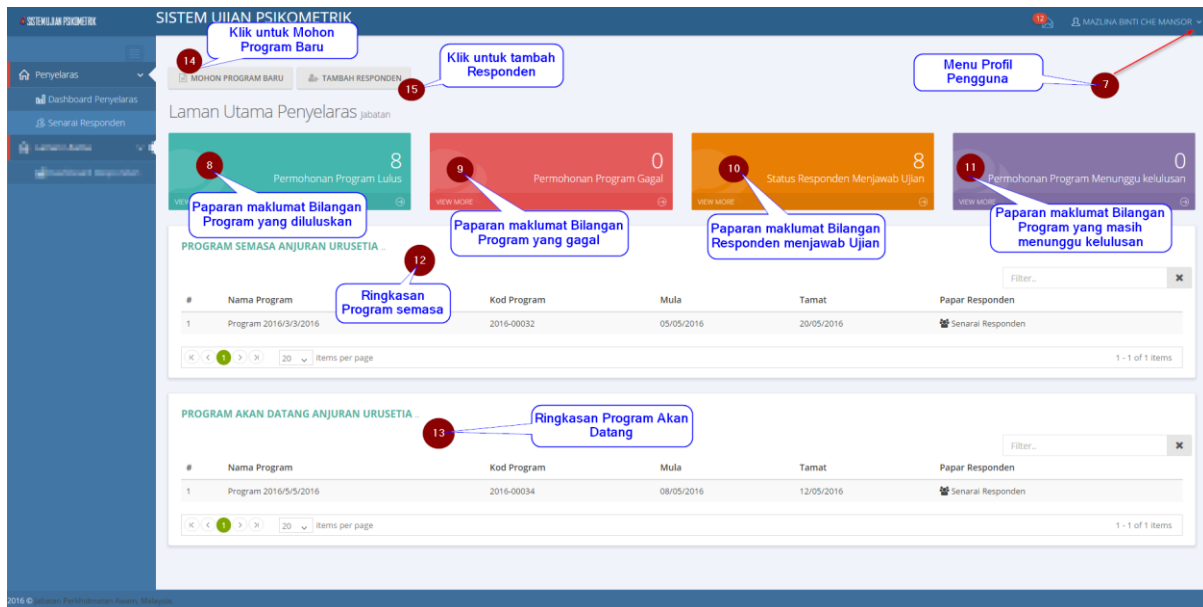 SISTEM UJIAN PSIKOMETRIK
SISTEM UJIAN PSIKOMETRIK
12
MAZLINA BINTI CHE MANSOR
Klik untuk Mohon
Program Baru
14
MOHON PROGRAM BARU
TAMBAH RESPONDEN
15
Klik untuk tambah
Responden
Menu Profil
Pengguna
7
Penyelaras
Dashboard Penyelaras
Senarai Responden
Laman Utama Penyelaras jabatan
8
8
Permohonan Program Lulus
VIEW
Paparan maklumat Bilangan
Program yang diluluskan
9
0
Permohonan Program Gagal
VIEW MORE
Paparan maklumat Bilangan
Program yang gagal
10
8
Status Responden Menjawab Ujian
VIEW MORE
Paparan maklumat Bilangan
Responden menjawab Ujian
11
0
Permohonan Program Menunggu kelulusan
VIEW MORE
Paparan maklumat Bilangan
Program yang masih
menunggu kelulusan
PROGRAM SEMASA ANJURAN URUSETIA ..
12
Ringkasan
Program semasa
Filter..
# Nama Program Kod Program Mula Tamat Papar Responden
1 Program 2016/3/3/2016 2016-00032 05/05/2016 20/05/2016 Senarai Responden
1 20 items per page 1 - 1 of 1 items
PROGRAM AKAN DATANG ANJURAN URUSETIA ..
13
Ringkasan Program Akan
Datang
Filter..
# Nama Program Kod Program Mula Tamat Papar Responden
1 Program 2016/5/5/2016 2016-00034 08/05/2016 12/05/2016 Senarai Responden
1 20 items per page 1 - 1 of 1 items
2016 © Jabatan Perkhidmatan Awam, Malaysia